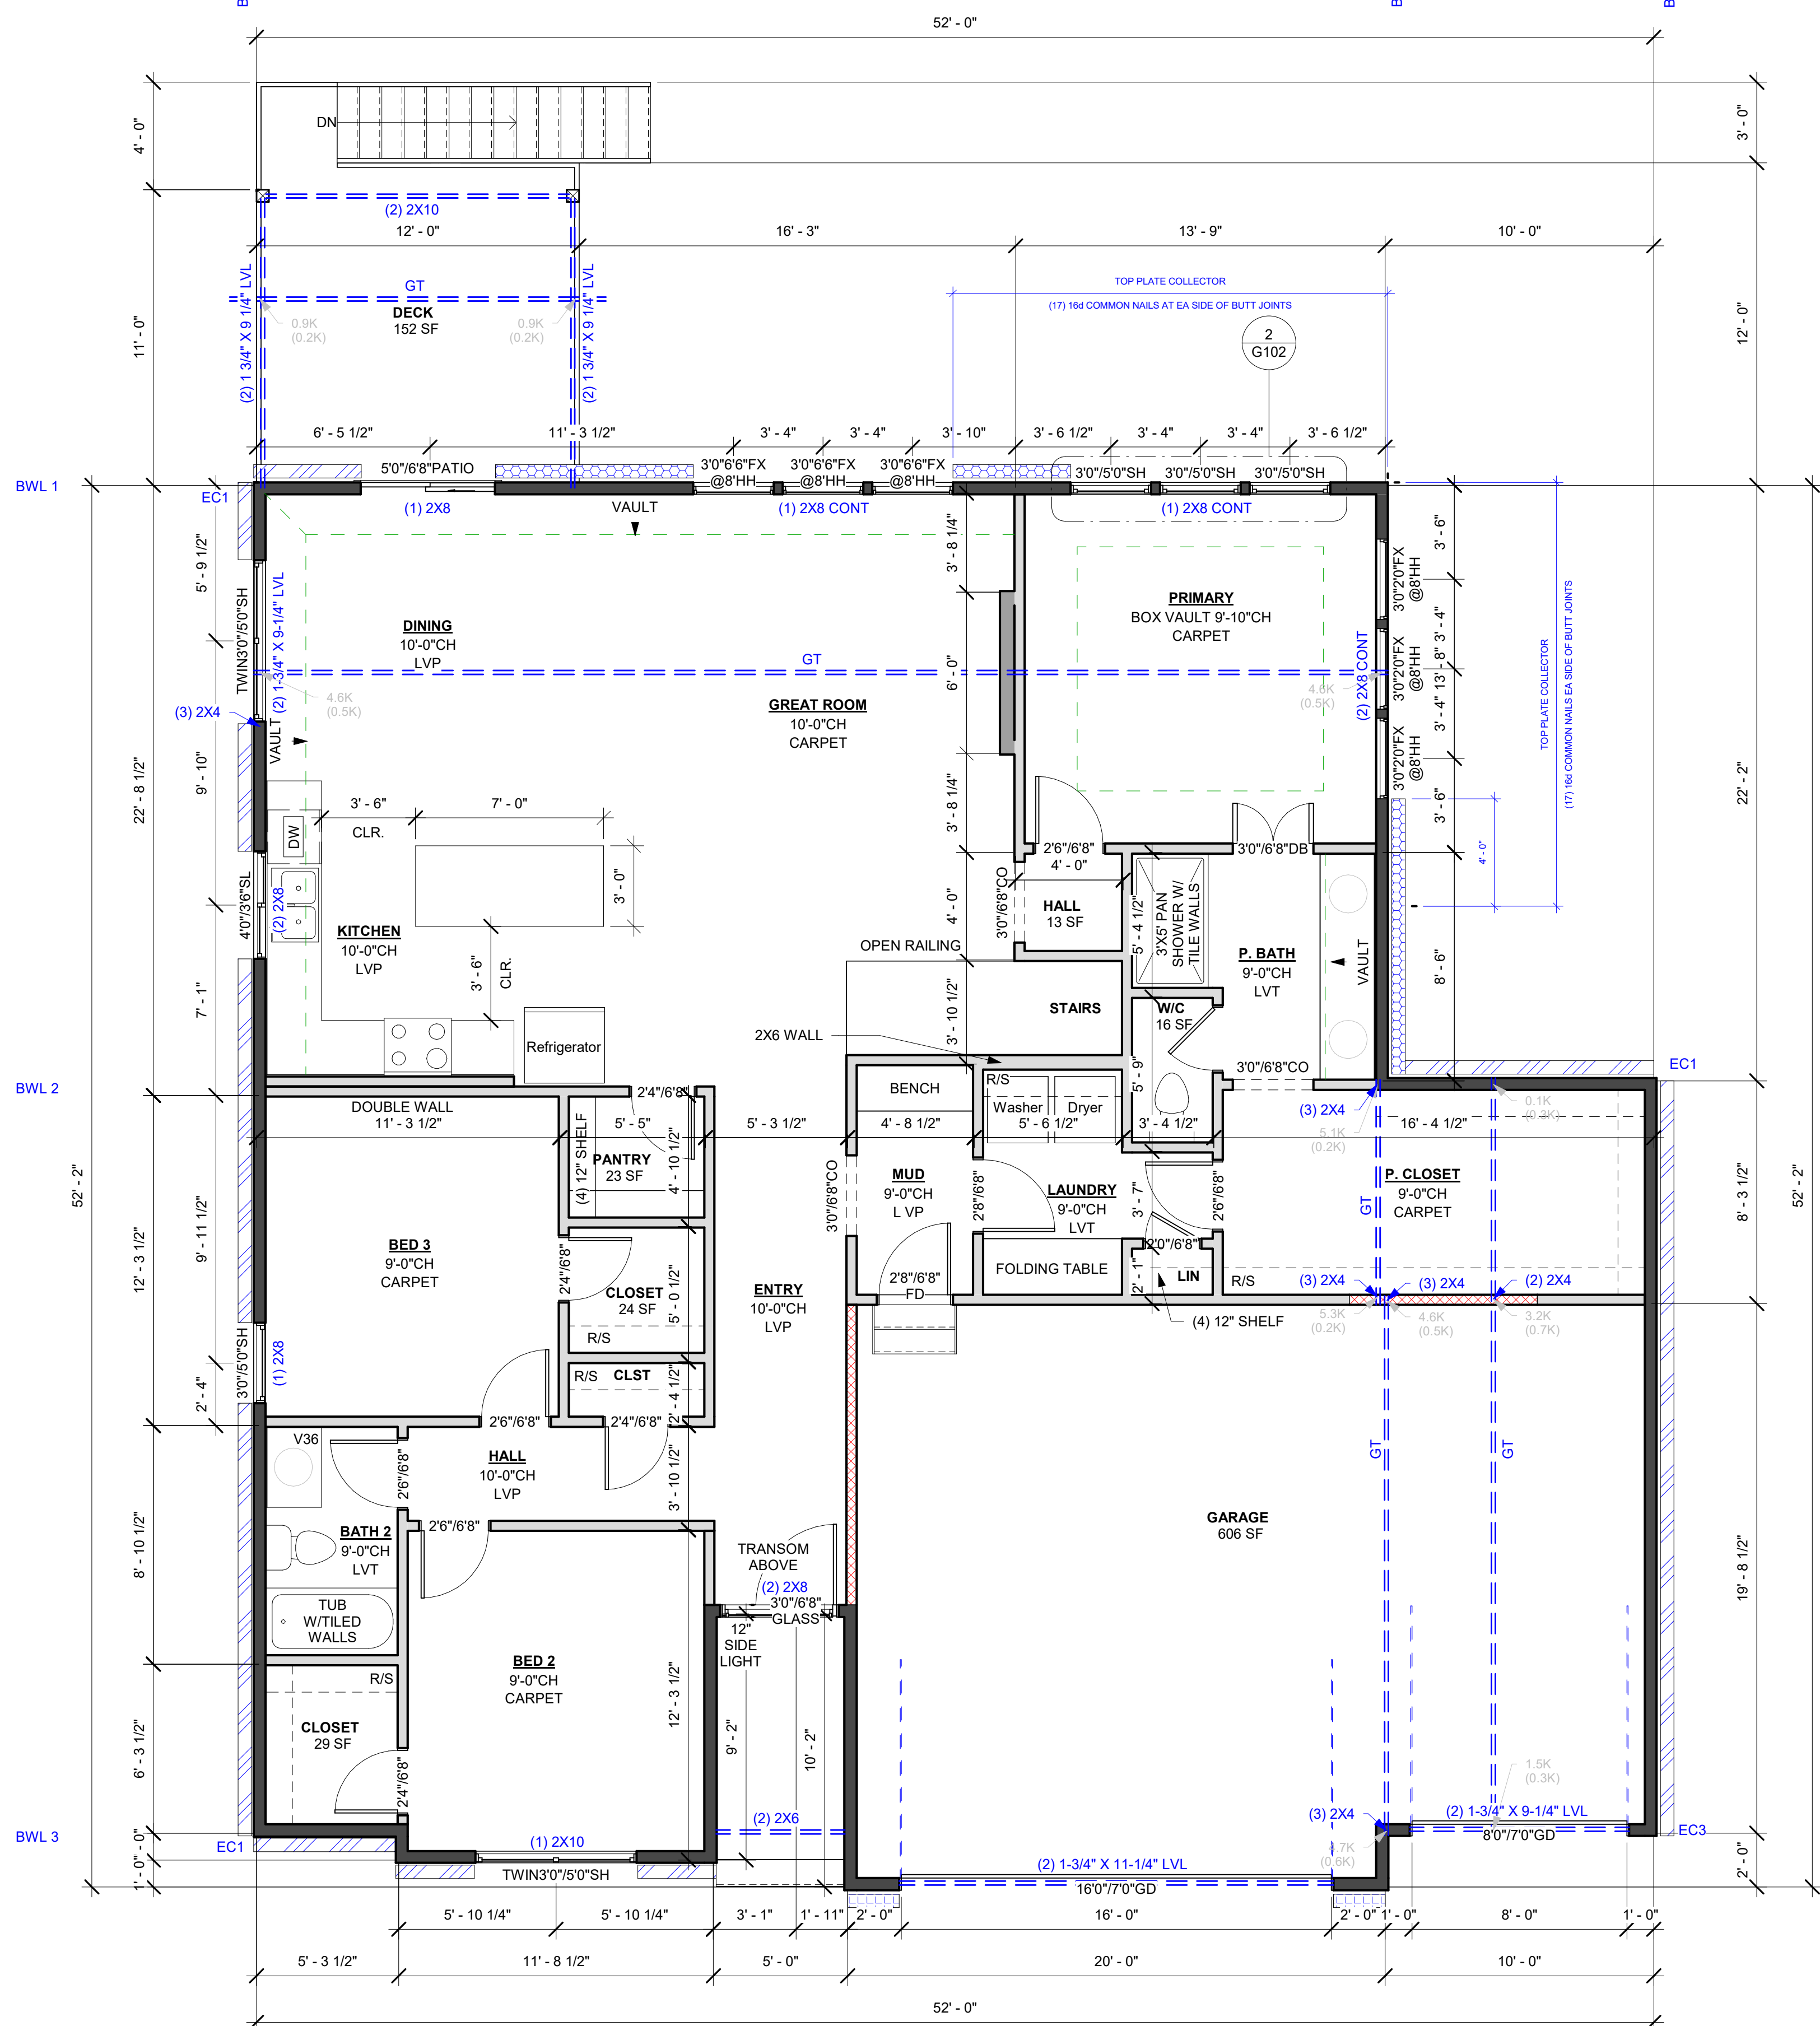 B
B
B
52' - 0"
4' - 0"
3' - 0"
DN
(2) 2X10
12' - 0"
16' - 3"
13' - 9"
10' - 0"
TOP PLATE COLLECTOR
(17) 16d COMMON NAILS AT EA SIDE OF BUTT JOINTS
(2) 1 3/4" X 9 1/4" LVL
GT
(2) 1 3/4" X 9 1/4" LVL
DECK
152 SF
0.9K
(0.2K)
0.9K
(0.2K)
11' - 0"
12' - 0"
2
G102
6' - 5 1/2"
11' - 3 1/2"
3' - 4"
3' - 4"
3' - 10"
3' - 6 1/2"
3' - 4"
3' - 4"
3' - 6 1/2"
5'0"/6'8"PATIO
3'0"6'6"FX
@8'HH
3'0"6'6"FX
@8'HH
3'0"6'6"FX
@8'HH
3'0"/5'0"SH
3'0"/5'0"SH
3'0"/5'0"SH
BWL 1
EC1
(1) 2X8
VAULT
(1) 2X8 CONT
(1) 2X8 CONT
5' - 9 1/2"
TWIN3'0"/5'0"SH
(2) 1-3/4" X 9-1/4" LVL
3' - 8 1/4"
3' - 6"
3'0"2'0"FX
@8'HH
DINING
10'-0"CH
LVP
PRIMARY
BOX VAULT 9'-10"CH
CARPET
GT
3' - 4"
13' - 8"
3'0"2'0"FX
@8'HH
(2) 2X8 CONT
TOP PLATE COLLECTOR
(17) 16d COMMON NAILS EA SIDE OF BUTT JOINTS
4.6K
(0.5K)
4.6K
(0.5K)
6' - 0"
GREAT ROOM
10'-0"CH
CARPET
(3) 2X4
VAULT
3' - 4"
3'0"2'0"FX
@8'HH
22' - 8 1/2"
9' - 10"
3' - 6"
CLR.
7' - 0"
3' - 8 1/4"
3' - 6"
22' - 2"
DW
2'6"/6'8"
4' - 0"
3'0"/6'8"DB
3' - 0"
4' - 0"
4'0"/3'6"SL
(2) 2X8
KITCHEN
10'-0"CH
LVP
3' - 6"
CLR.
4' - 0"
3'0"/6'8"CO
HALL
13 SF
OPEN RAILING
5' - 4 1/2"
3'X5' PAN
SHOWER W/
TILE WALLS
P. BATH
9'-0"CH
LVT
VAULT
8' - 6"
7' - 1"
3' - 10 1/2"
STAIRS
W/C
16 SF
2X6 WALL
Refrigerator
5' - 9"
3'0"/6'8"CO
EC1
BWL 2
BENCH
R/S
Washer
Dryer
2'4"/6'8"
DOUBLE WALL
11' - 3 1/2"
5' - 5"
5' - 3 1/2"
4' - 8 1/2"
5' - 6 1/2"
3' - 4 1/2"
16' - 4 1/2"
(3) 2X4
5.1K
(0.2K)
0.1K
(0.3K)
(4) 12" SHELF
PANTRY
23 SF
4' - 10 1/2"
MUD
9'-0"CH
L VP
3'0"/6'8"CO
2'8"/6'8"
LAUNDRY
9'-0"CH
LVT
3' - 7"
2'6"/6'8"
P. CLOSET
9'-0"CH
CARPET
GT
8' - 3 1/2"
52' - 2"
52' - 2"
12' - 3 1/2"
9' - 11 1/2"
BED 3
9'-0"CH
CARPET
2'4"/6'8"
CLOSET
24 SF
R/S
5' - 0 1/2"
ENTRY
10'-0"CH
LVP
2'8"/6'8"
FD
FOLDING TABLE
2'0"/6'8"
2' - 1"
LIN
R/S
(3) 2X4
(3) 2X4
(2) 2X4
5.3K
(0.2K)
4.6K
(0.5K)
3.2K
(0.7K)
(4) 12" SHELF
3'0"/5'0"SH
(1) 2X8
2' - 4"
R/S
CLST
2' - 4 1/2"
2'6"/6'8"
2'4"/6'8"
V36
2'6"/6'8"
HALL
10'-0"CH
LVP
3' - 10 1/2"
GT
GT
8' - 10 1/2"
BATH 2
9'-0"CH
LVT
2'6"/6'8"
TRANSOM
ABOVE
(2) 2X8
3'0"/6'8"
GLASS
12"
SIDE
LIGHT
GARAGE
606 SF
19' - 8 1/2"
TUB
W/TILED
WALLS
BED 2
9'-0"CH
CARPET
R/S
12' - 3 1/2"
9' - 2"
10' - 2"
6' - 3 1/2"
CLOSET
29 SF
2'4"/6'8"
1.5K
(0.3K)
(2) 2X6
(3) 2X4
(2) 1-3/4" X 9-1/4" LVL
8'0"/7'0"GD
EC3
BWL 3
EC1
(1) 2X10
TWIN3'0"/5'0"SH
(0.6K)
(2) 1-3/4" X 11-1/4" LVL
16'0"/7'0"GD
1' - 0"
1' - 0"
2' - 0"
5' - 10 1/4"
5' - 10 1/4"
3' - 1"
1' - 11"
2' - 0"
16' - 0"
2' - 0"
1' - 0"
8' - 0"
1' - 0"
5' - 3 1/2"
11' - 8 1/2"
5' - 0"
20' - 0"
10' - 0"
52' - 0"